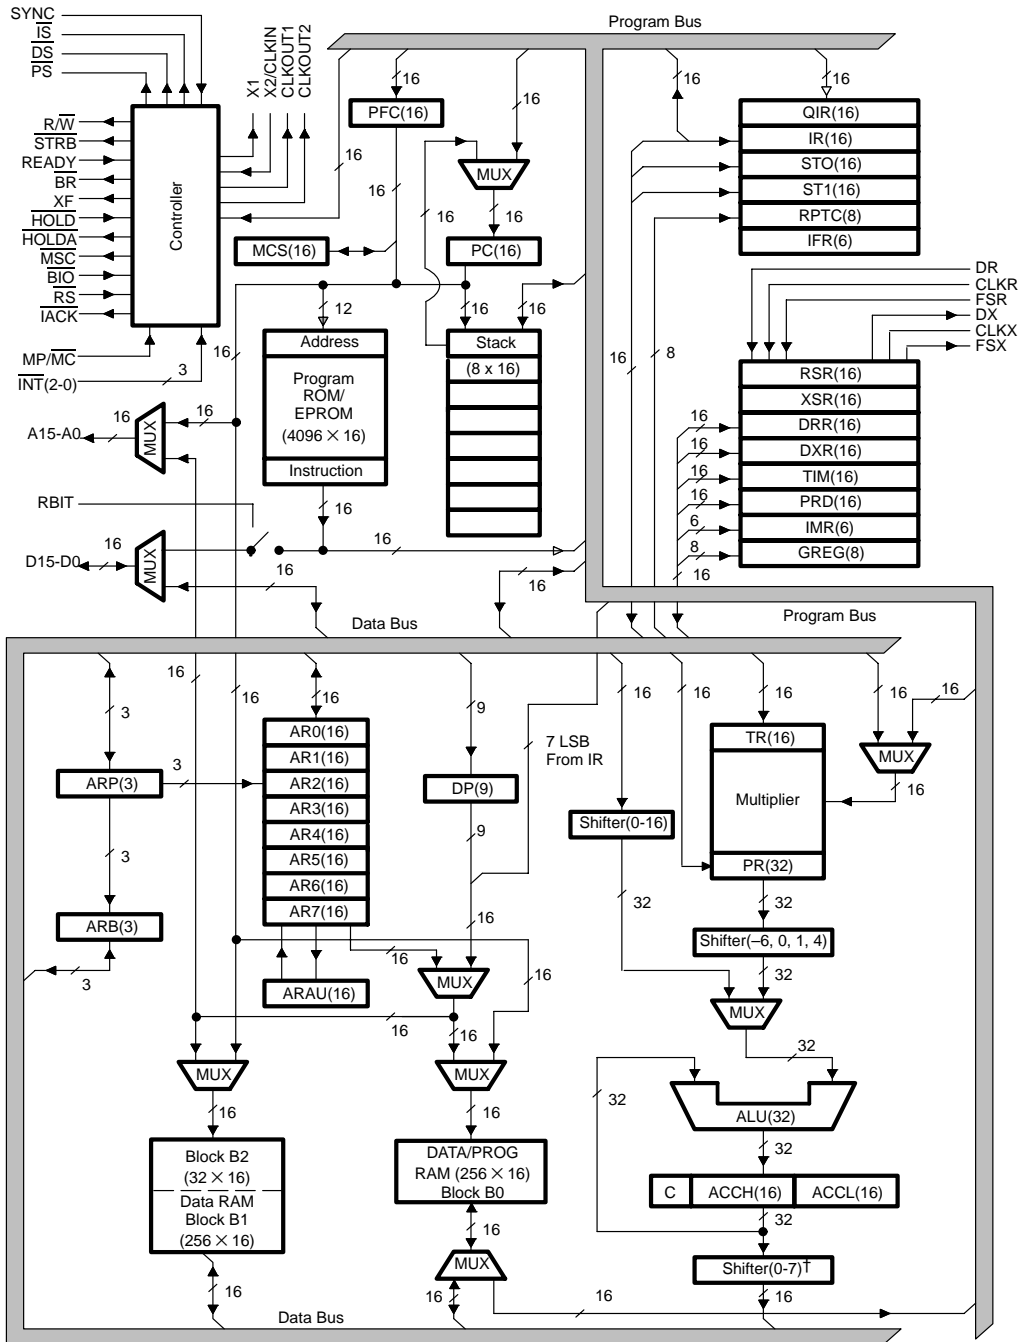 SYNC
IS
DS
PS
X1
X2/CLKIN
CLKOUT1
CLKOUT2
Program Bus
16
16
16
16
R/W
STRB
READY
BR
XF
HOLD
HOLDA
MSC
BIO
RS
IACK
Controller
MP/MC
INT(2-0)
3
16
PFC(16)
16
MCS(16)
MUX
16
16
PC(16)
16
16
12
16
16
Address
Program
ROM/
EPROM
(4096 × 16)
Instruction
16
Stack
(8 x 16)
QIR(16)
IR(16)
STO(16)
ST1(16)
RPTC(8)
IFR(6)
16
8
DR
CLKR
FSR
DX
CLKX
FSX
RSR(16)
XSR(16)
DRR(16)
DXR(16)
TIM(16)
PRD(16)
IMR(6)
GREG(8)
16
16
16
16
6
8
16
A15-A0
16
MUX
16
RBIT
D15-D0
16
MUX
16
16
16
Data Bus
Program Bus
16
3
16
16
9
7 LSB
From IR
16
16
16
16
16
ARP(3)
3
3
ARB(3)
3
AR0(16)
AR1(16)
AR2(16)
AR3(16)
AR4(16)
AR5(16)
AR6(16)
AR7(16)
ARAU(16)
DP(9)
9
16
16
MUX
16
16
16
Shifter(0-16)
32
TR(16)
Multiplier
PR(32)
MUX
16
32
Shifter(–6, 0, 1, 4)
32
MUX
32
32
ALU(32)
32
C
ACCH(16)
ACCL(16)
32
Shifter(0-7)†
16
MUX
16
Block B2
(32 × 16)
Data RAM
Block B1
(256 × 16)
16
MUX
16
DATA/PROG
RAM (256 × 16)
Block B0
16
MUX
16
16
16
Data Bus